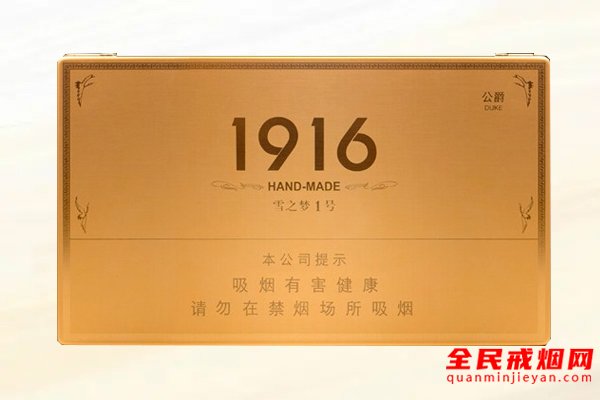 公爵
DUKE
1916
HAND-MADE
雪之梦1号
本公司提示
吸烟有害健康
请勿在禁烟场所吸烟
全民戒烟网
quanminjieyan.com